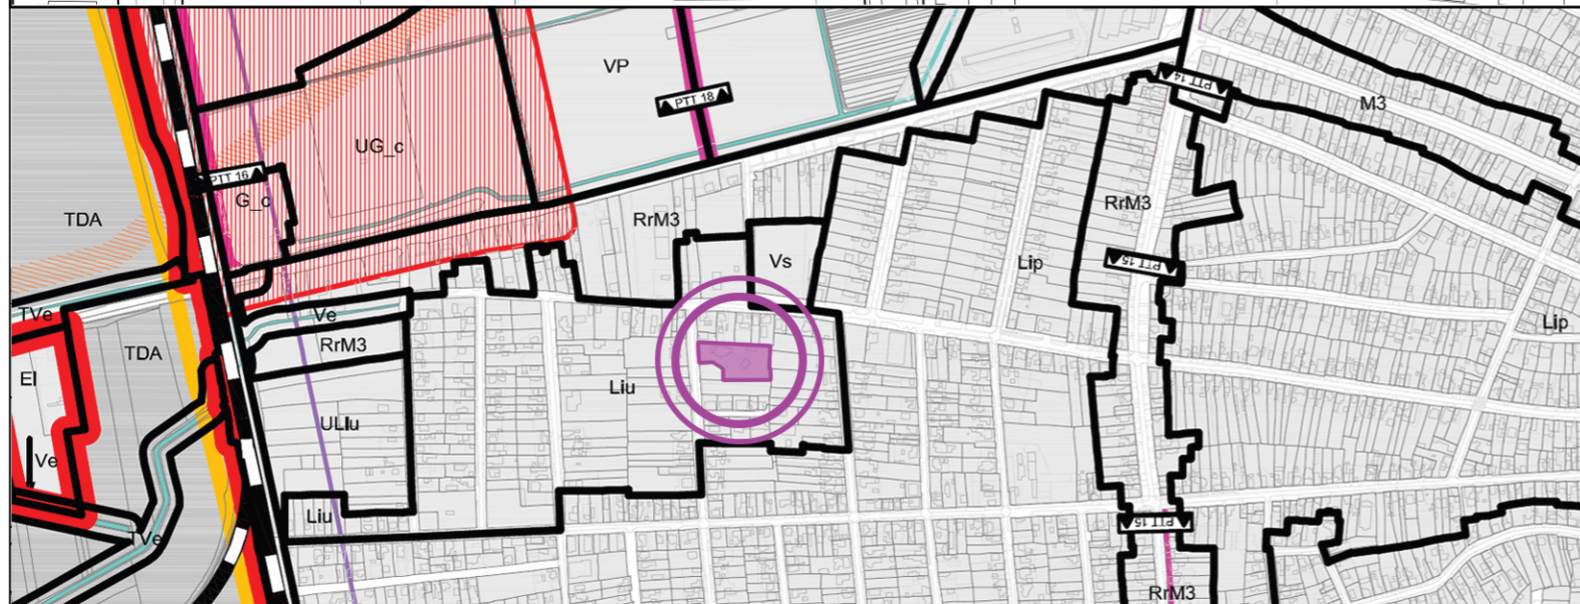 VP
PTT 18
PTT 14
M3
UG_c
PTT 16
G_c
TDA
RrM3
RrM3
Vs
Lip
PTT 15
TVe
Ve
Lip
RrM3
TDA
El
Liu
ULiu
Ve
Liu
PTT 15
TVe
RrM3